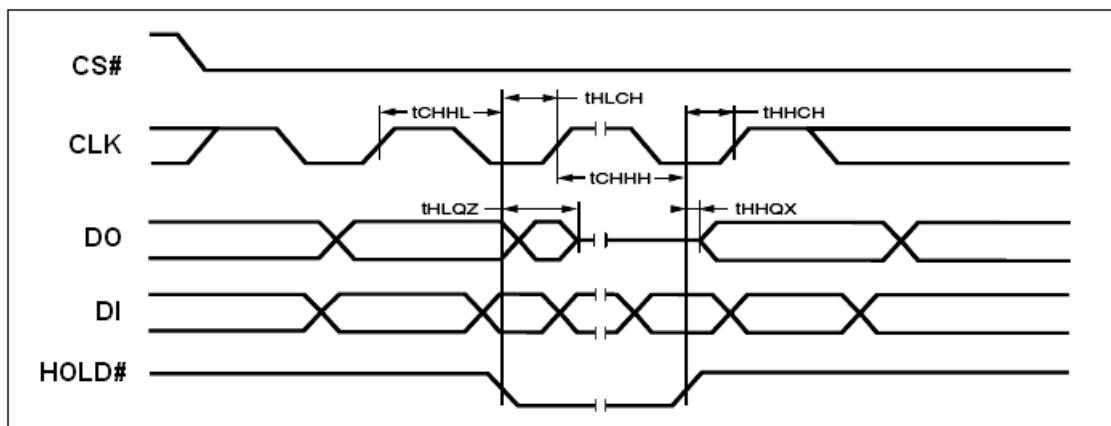 CS#
tCHHL
tHLCH
tHHCH
CLK
tCHHH
tHLQZ
tHHQX
DO
DI
HOLD#